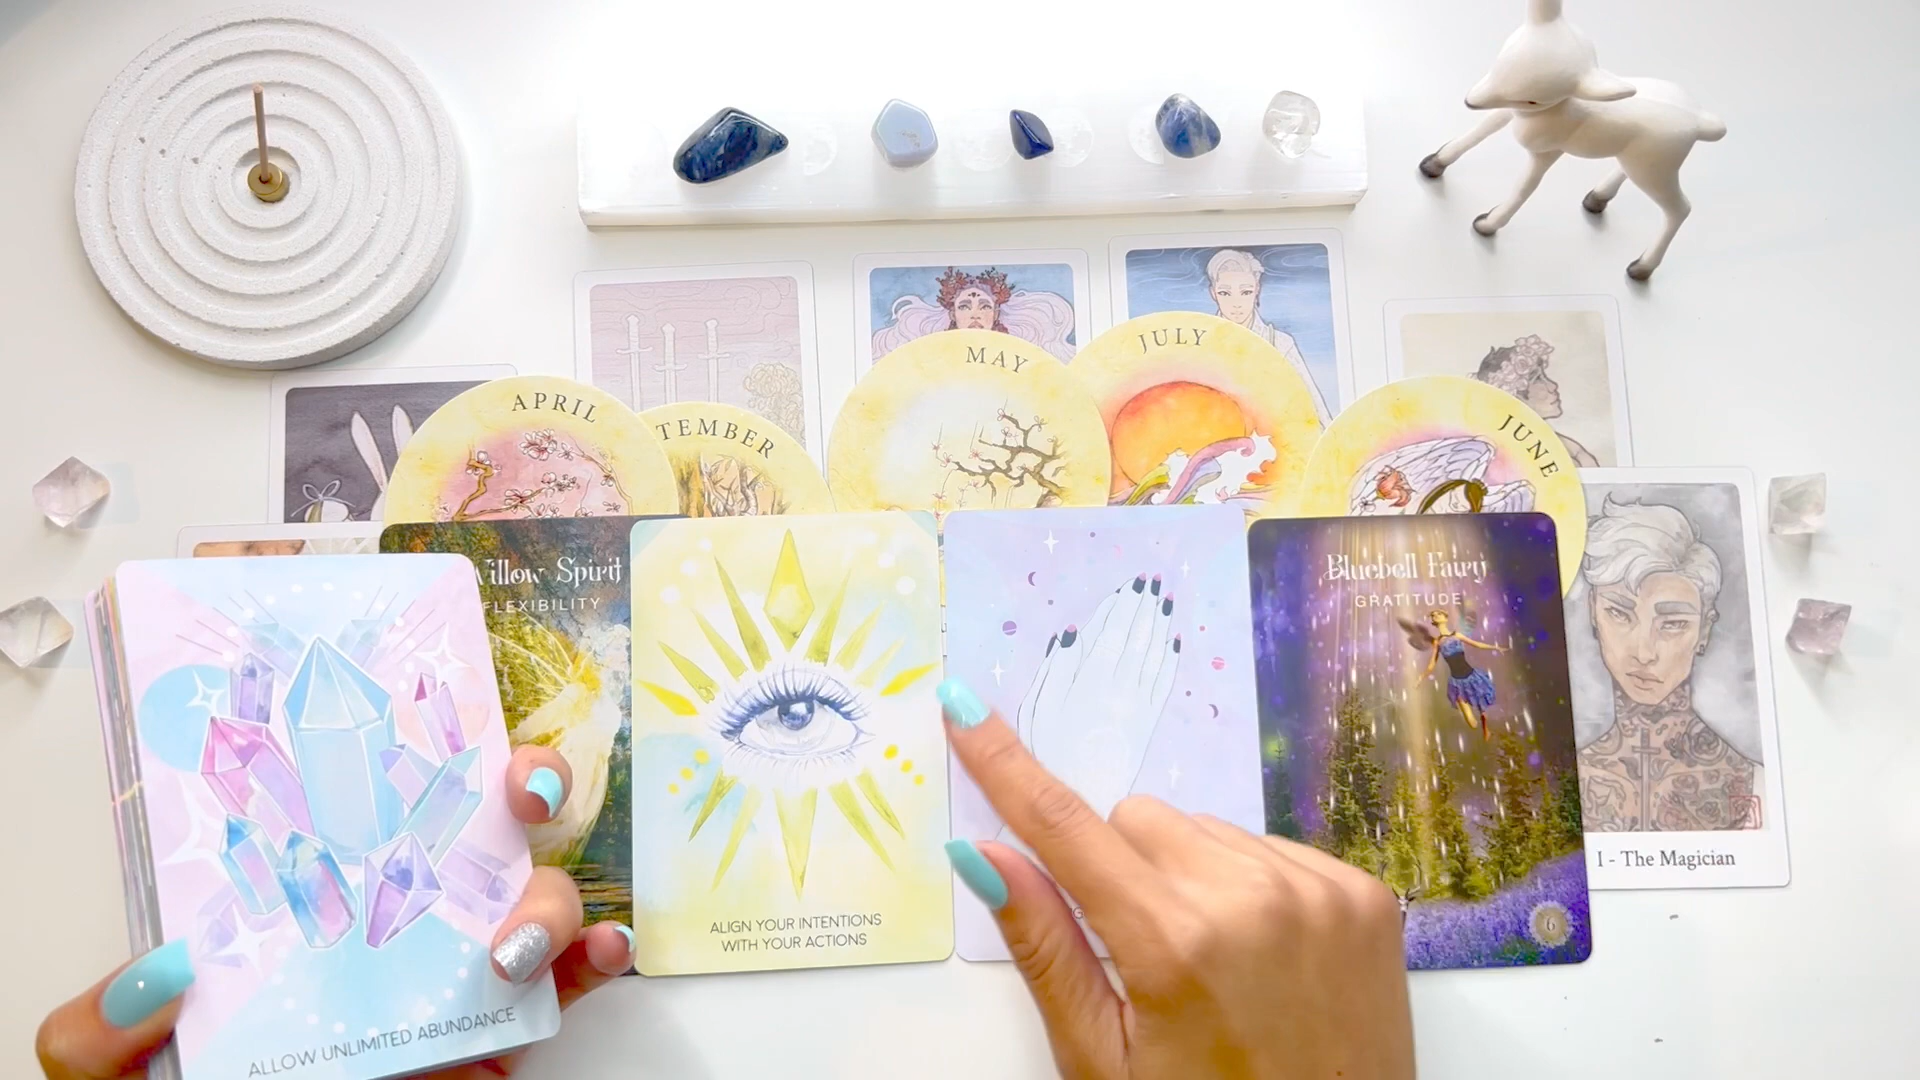 MAY
JULY
APRIL
TEMBER
JUNE
Willow Spirit
FLEXIBILITY
Bluebell Fairy
GRATITUDE
I - The Magician
ALIGN YOUR INTENTIONS
WITH YOUR ACTIONS
6
ALLOW UNLIMITED ABUNDANCE